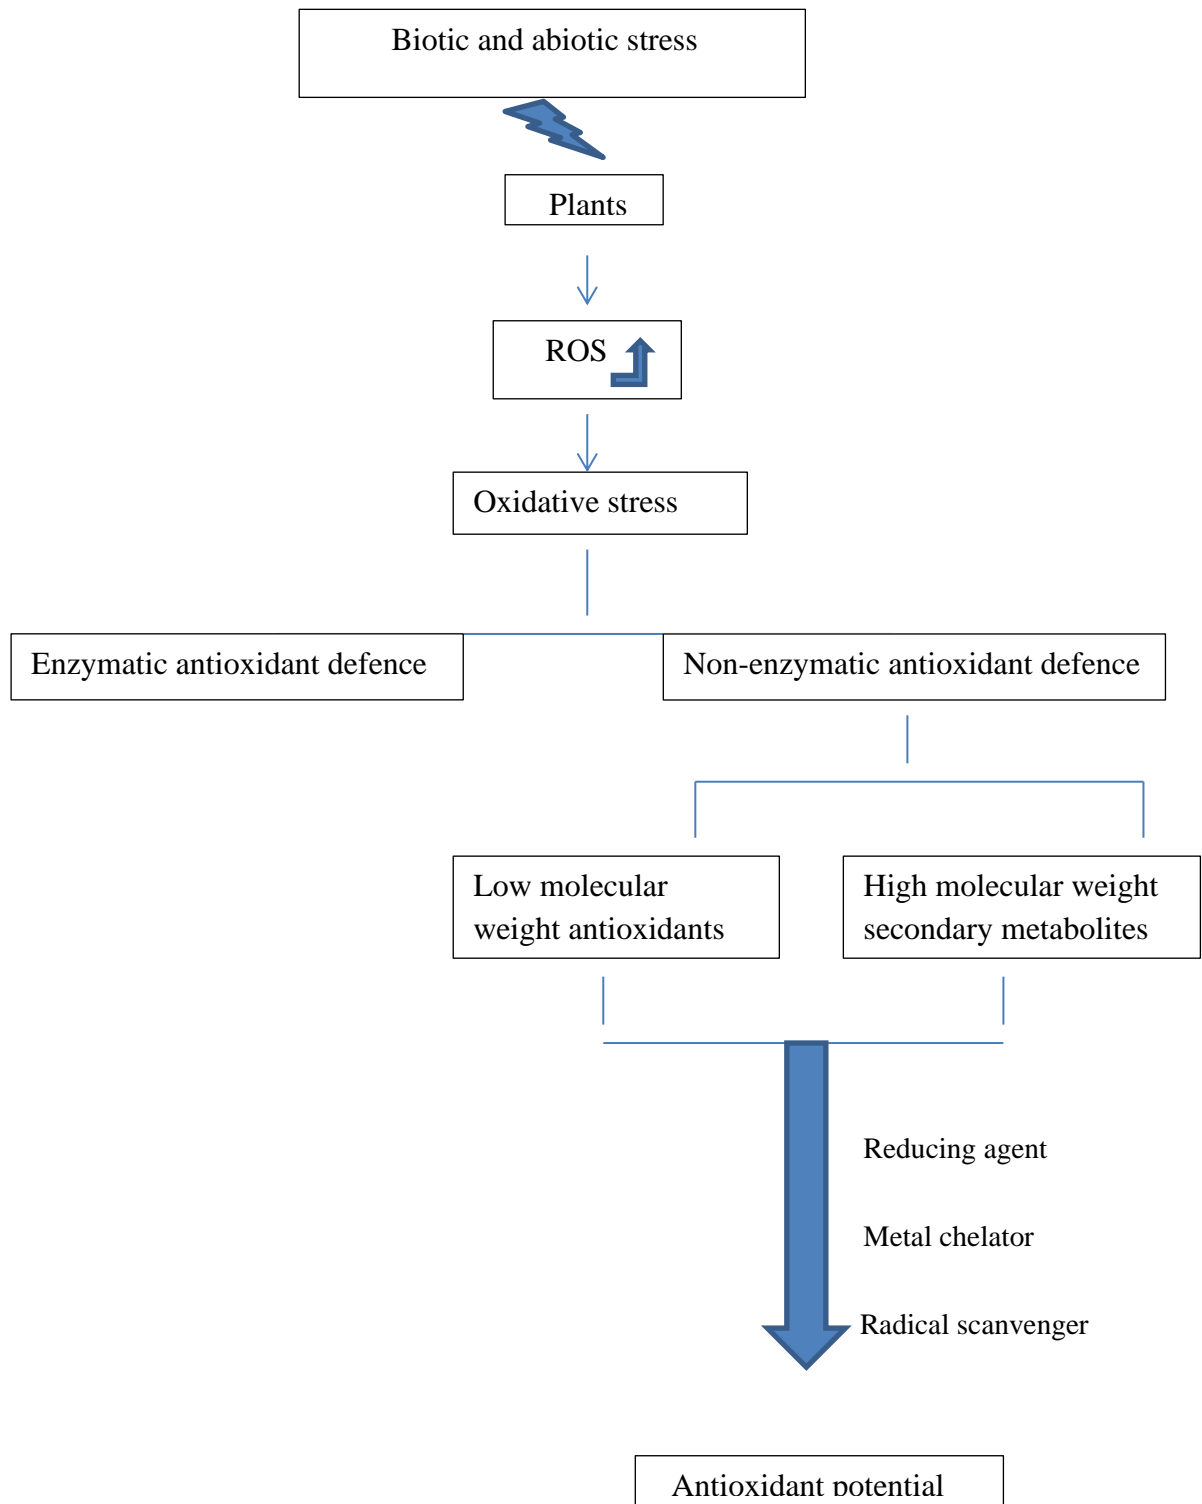 Biotic and abiotic stress
Plants
ROS
Oxidative stress
Enzymatic antioxidant defence
Non-enzymatic antioxidant defence
Low molecular
weight antioxidants
High molecular weight
secondary metabolites
Reducing agent
Metal chelator
Radical scanvenger
Antioxidant potential